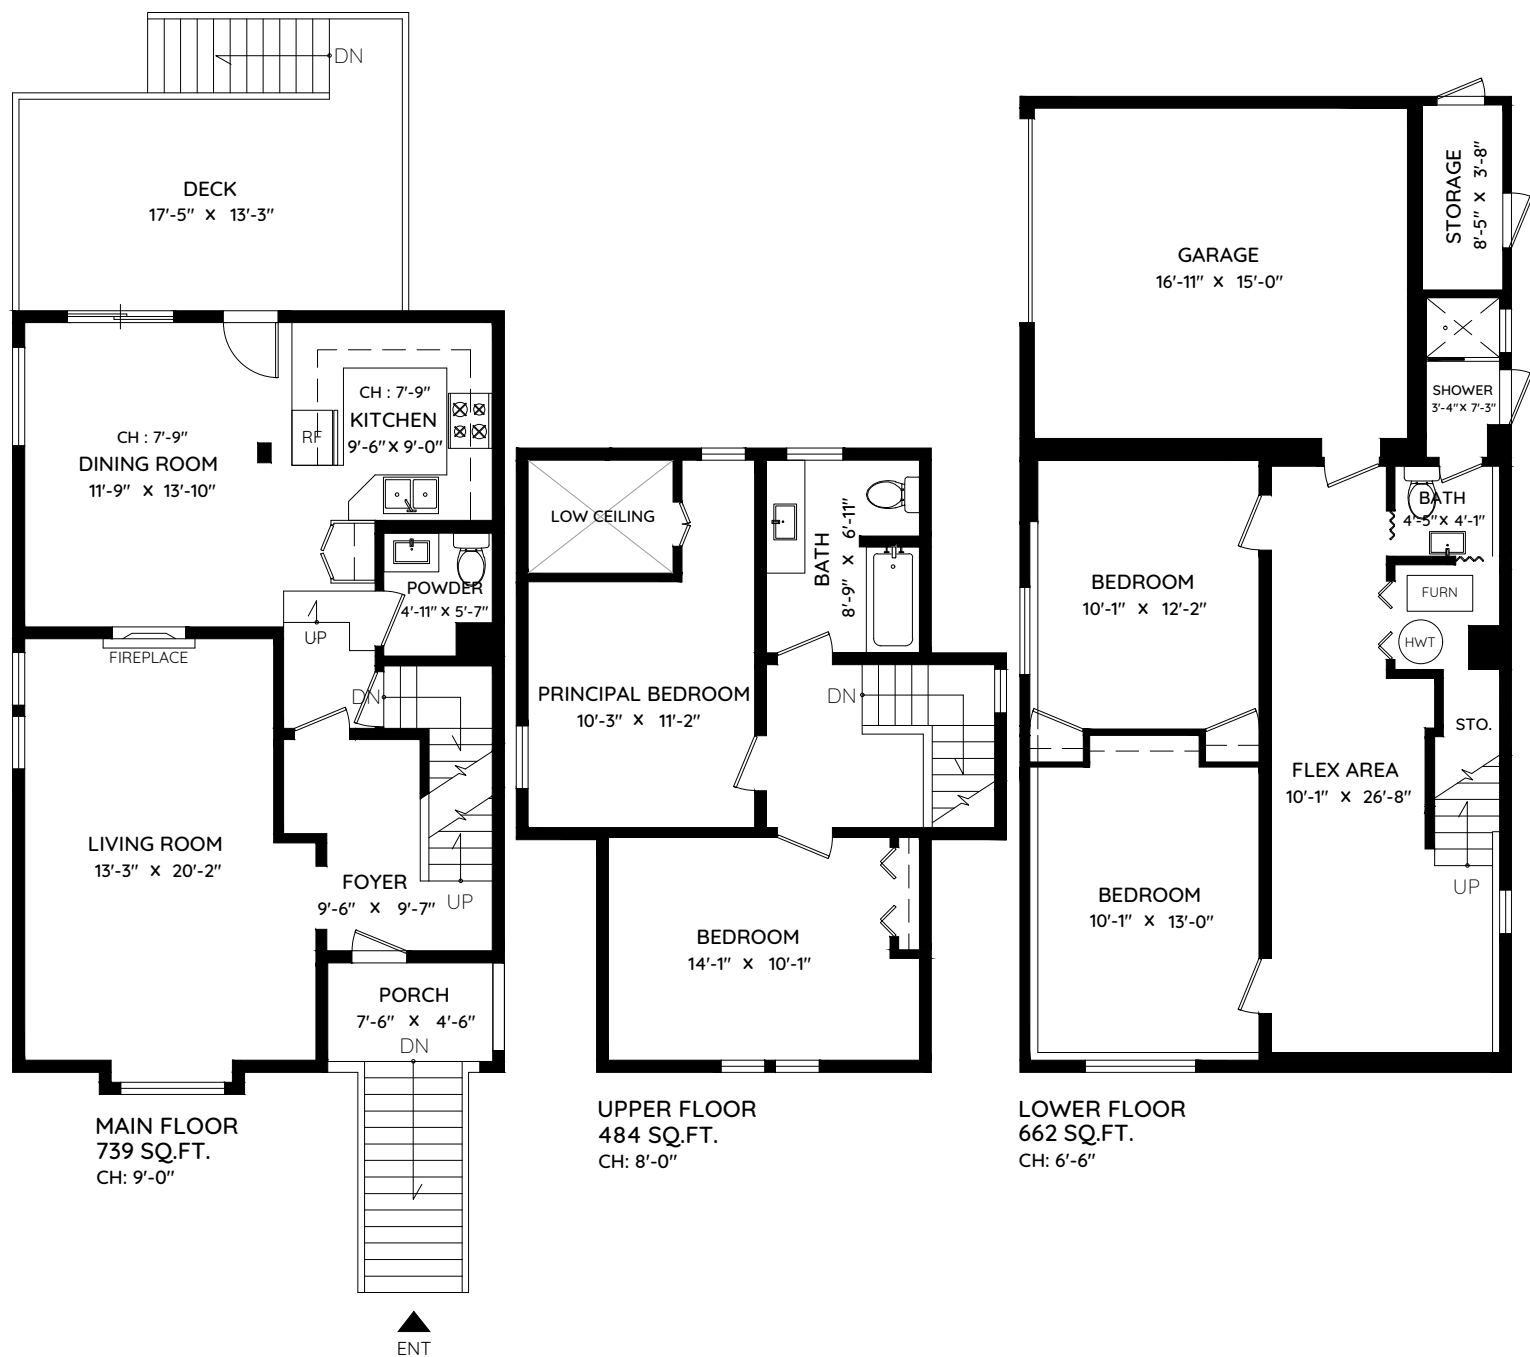 DN
DECK
17'-5" X 13'-3"
CH : 7'-9"
KITCHEN
9'-6" X 9'-0"
RF
CH : 7'-9"
DINING ROOM
11'-9" X 13'-10"
POWDER
4'-11" X 5'-7"
UP
FIREPLACE
DN
LIVING ROOM
13'-3" X 20'-2"
FOYER
9'-6" X 9'-7"
UP
PORCH
7'-6" X 4'-6"
DN
MAIN FLOOR
739 SQ.FT.
CH: 9'-0"
ENT
LOW CEILING
BATH
8'-9" X 6'-11"
PRINCIPAL BEDROOM
10'-3" X 11'-2"
DN
BEDROOM
14'-1" X 10'-1"
UPPER FLOOR
484 SQ.FT.
CH: 8'-0"
STORAGE
8'-5" X 3'-8"
GARAGE
16'-11" X 15'-0"
SHOWER
3'-4" X 7'-3"
BATH
4'-5" X 4'-1"
BEDROOM
10'-1" X 12'-2"
FURN
HWT
STO.
FLEX AREA
10'-1" X 26'-8"
UP
BEDROOM
10'-1" X 13'-0"
LOWER FLOOR
662 SQ.FT.
CH: 6'-6"